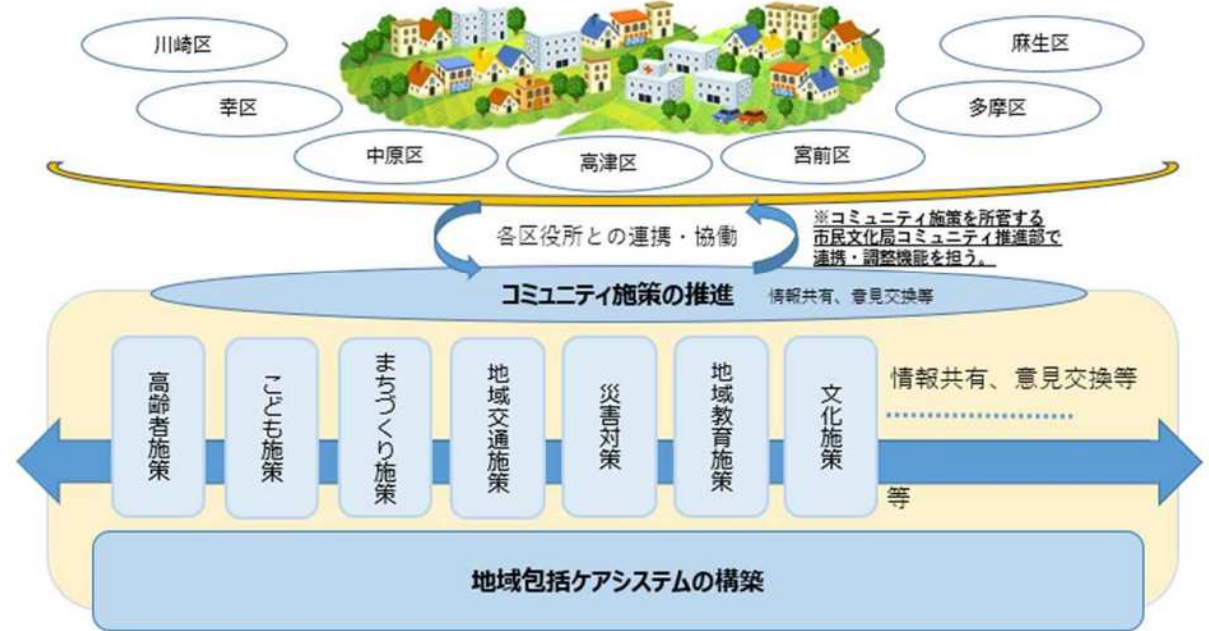 川崎区
麻生区
幸区
多摩区
中原区
高津区
宮前区
各区役所との連携・協働
※コミュニティ施策を所管する
市民文化局コミュニティ推進部で
連携・調整機能を担う。
コミュニティ施策の推進 情報共有、意見交換等
高齢者施策
こども施策
まちづくり施策
地域交通施策
災害対策
地域教育施策
文化施策
情報共有、意見交換等
等
地域包括ケアシステムの構築